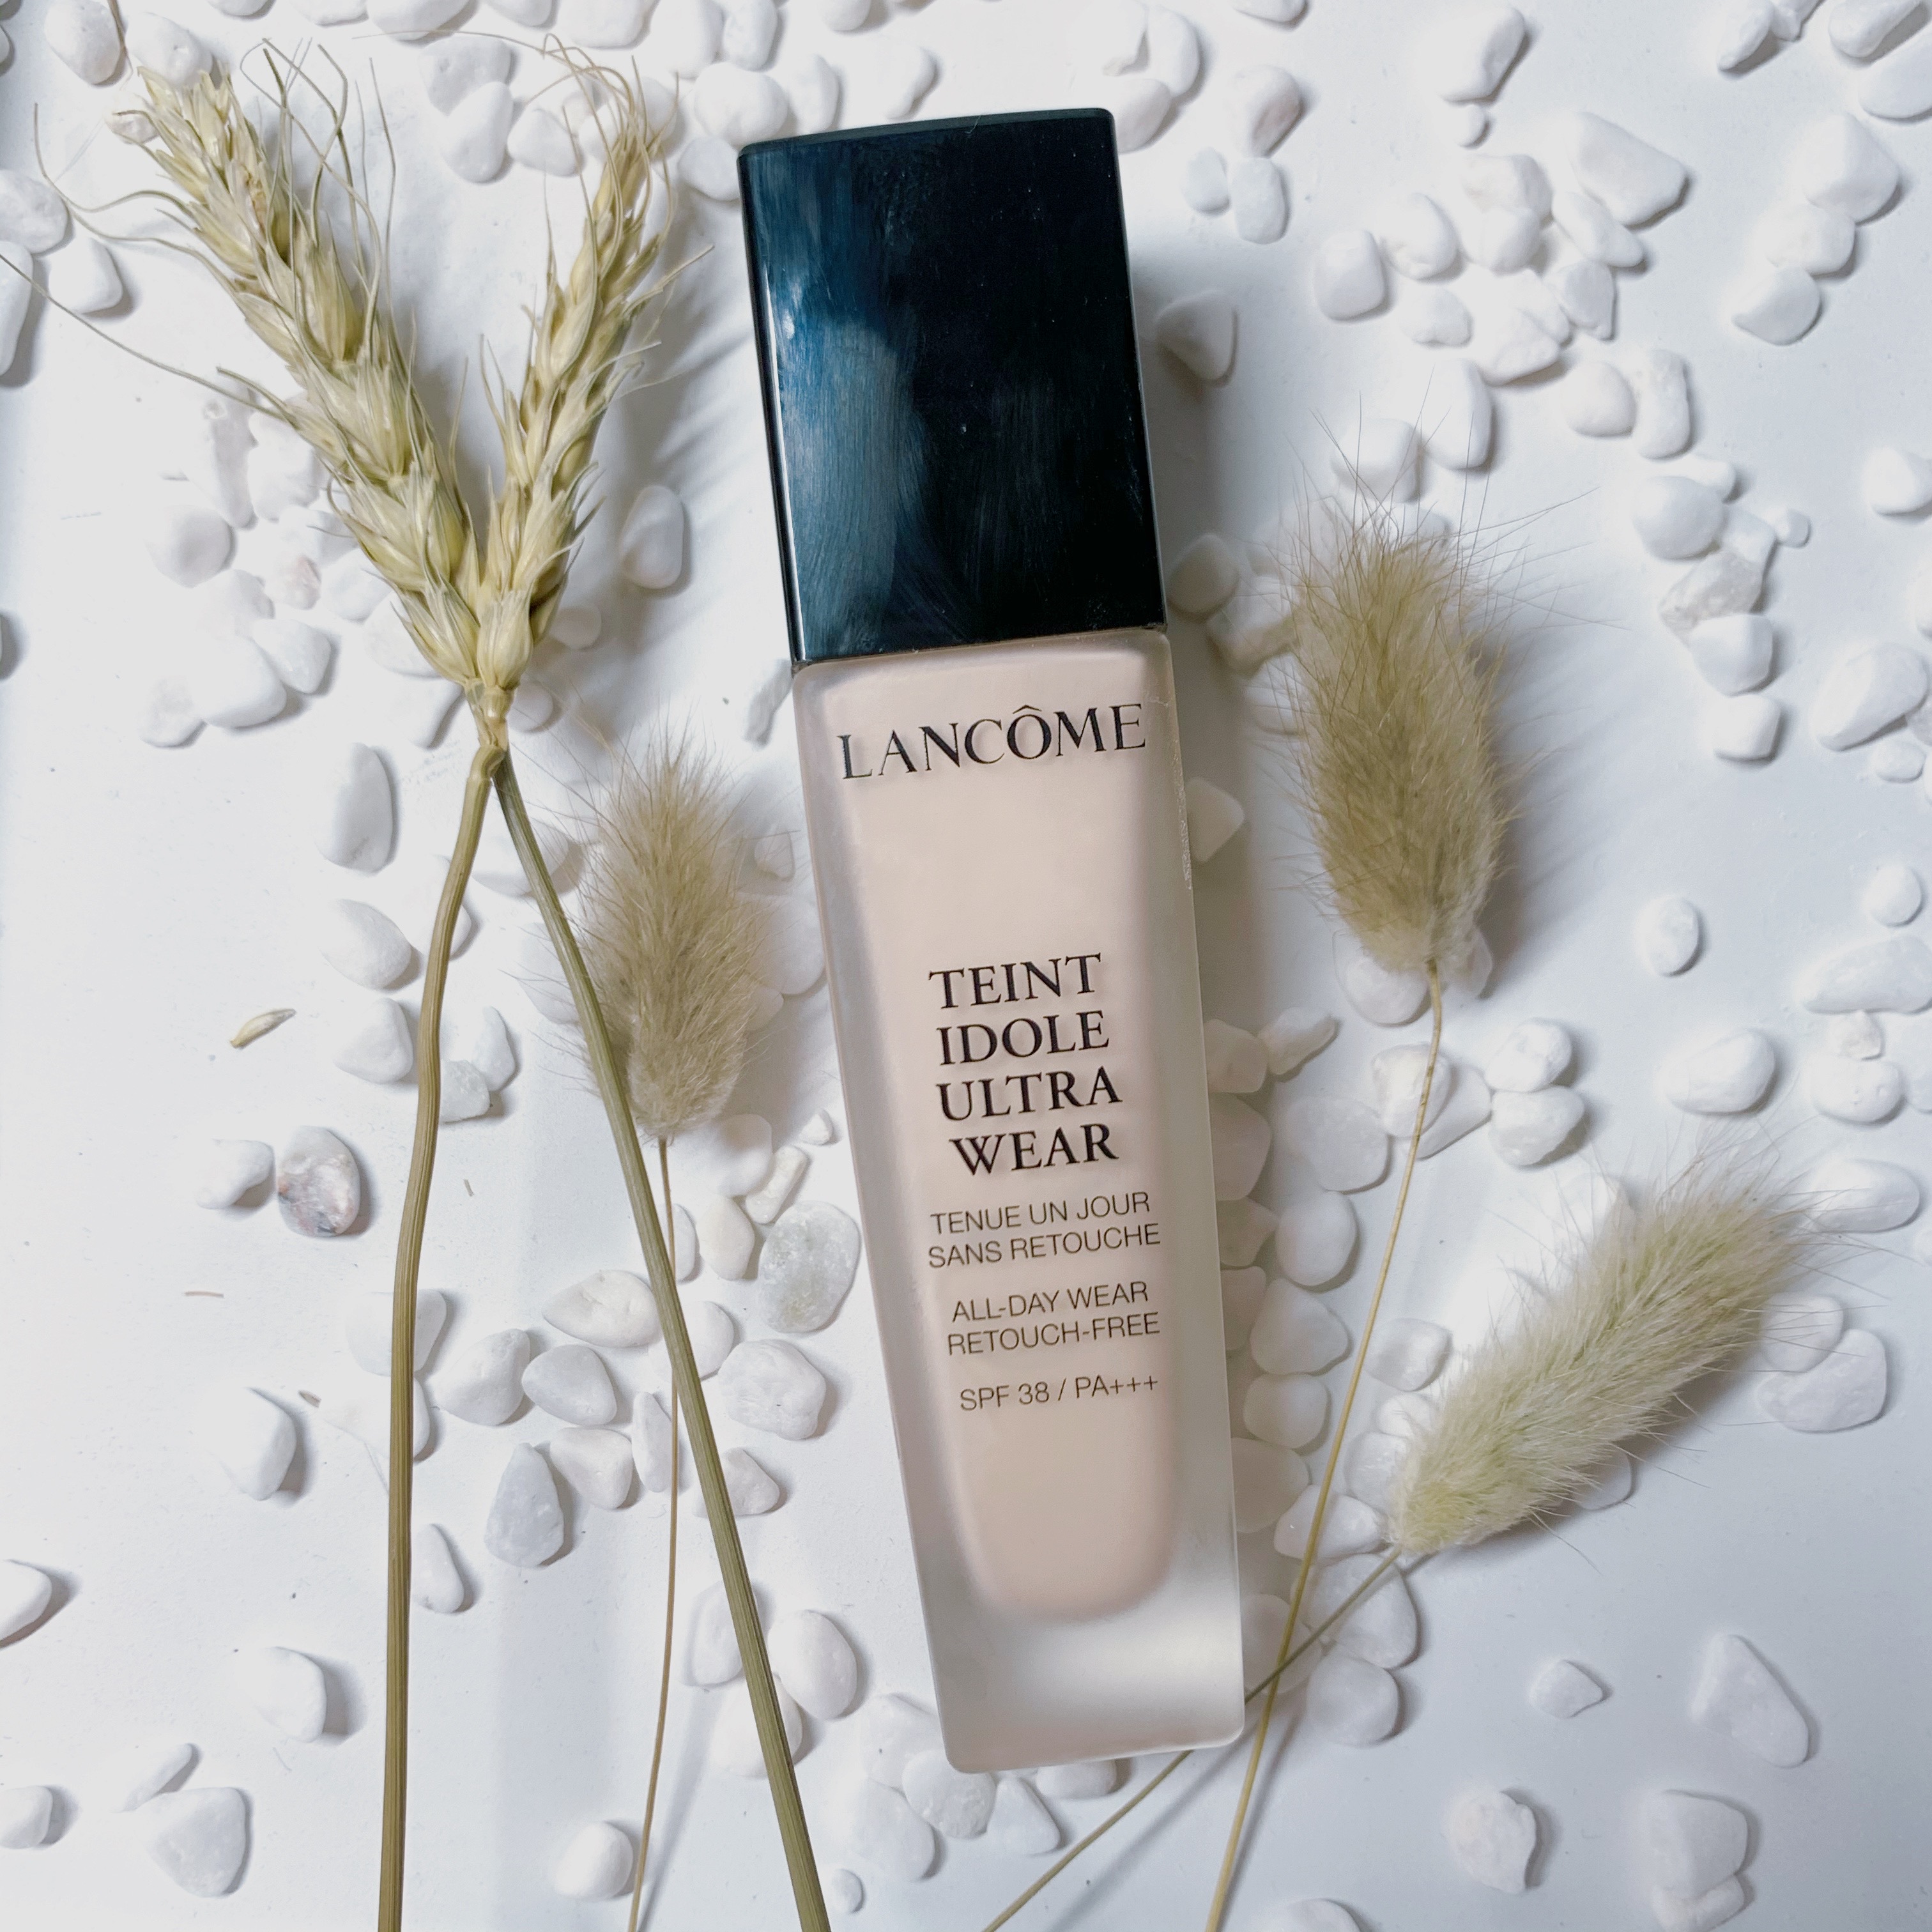 LANCÔME
TEINT
IDOLE
ULTRA
WEAR
TENUE UN JOUR
SANS RETOUCHE
ALL-DAY WEAR
RETOUCH-FREE
SPF 38 / PA+++